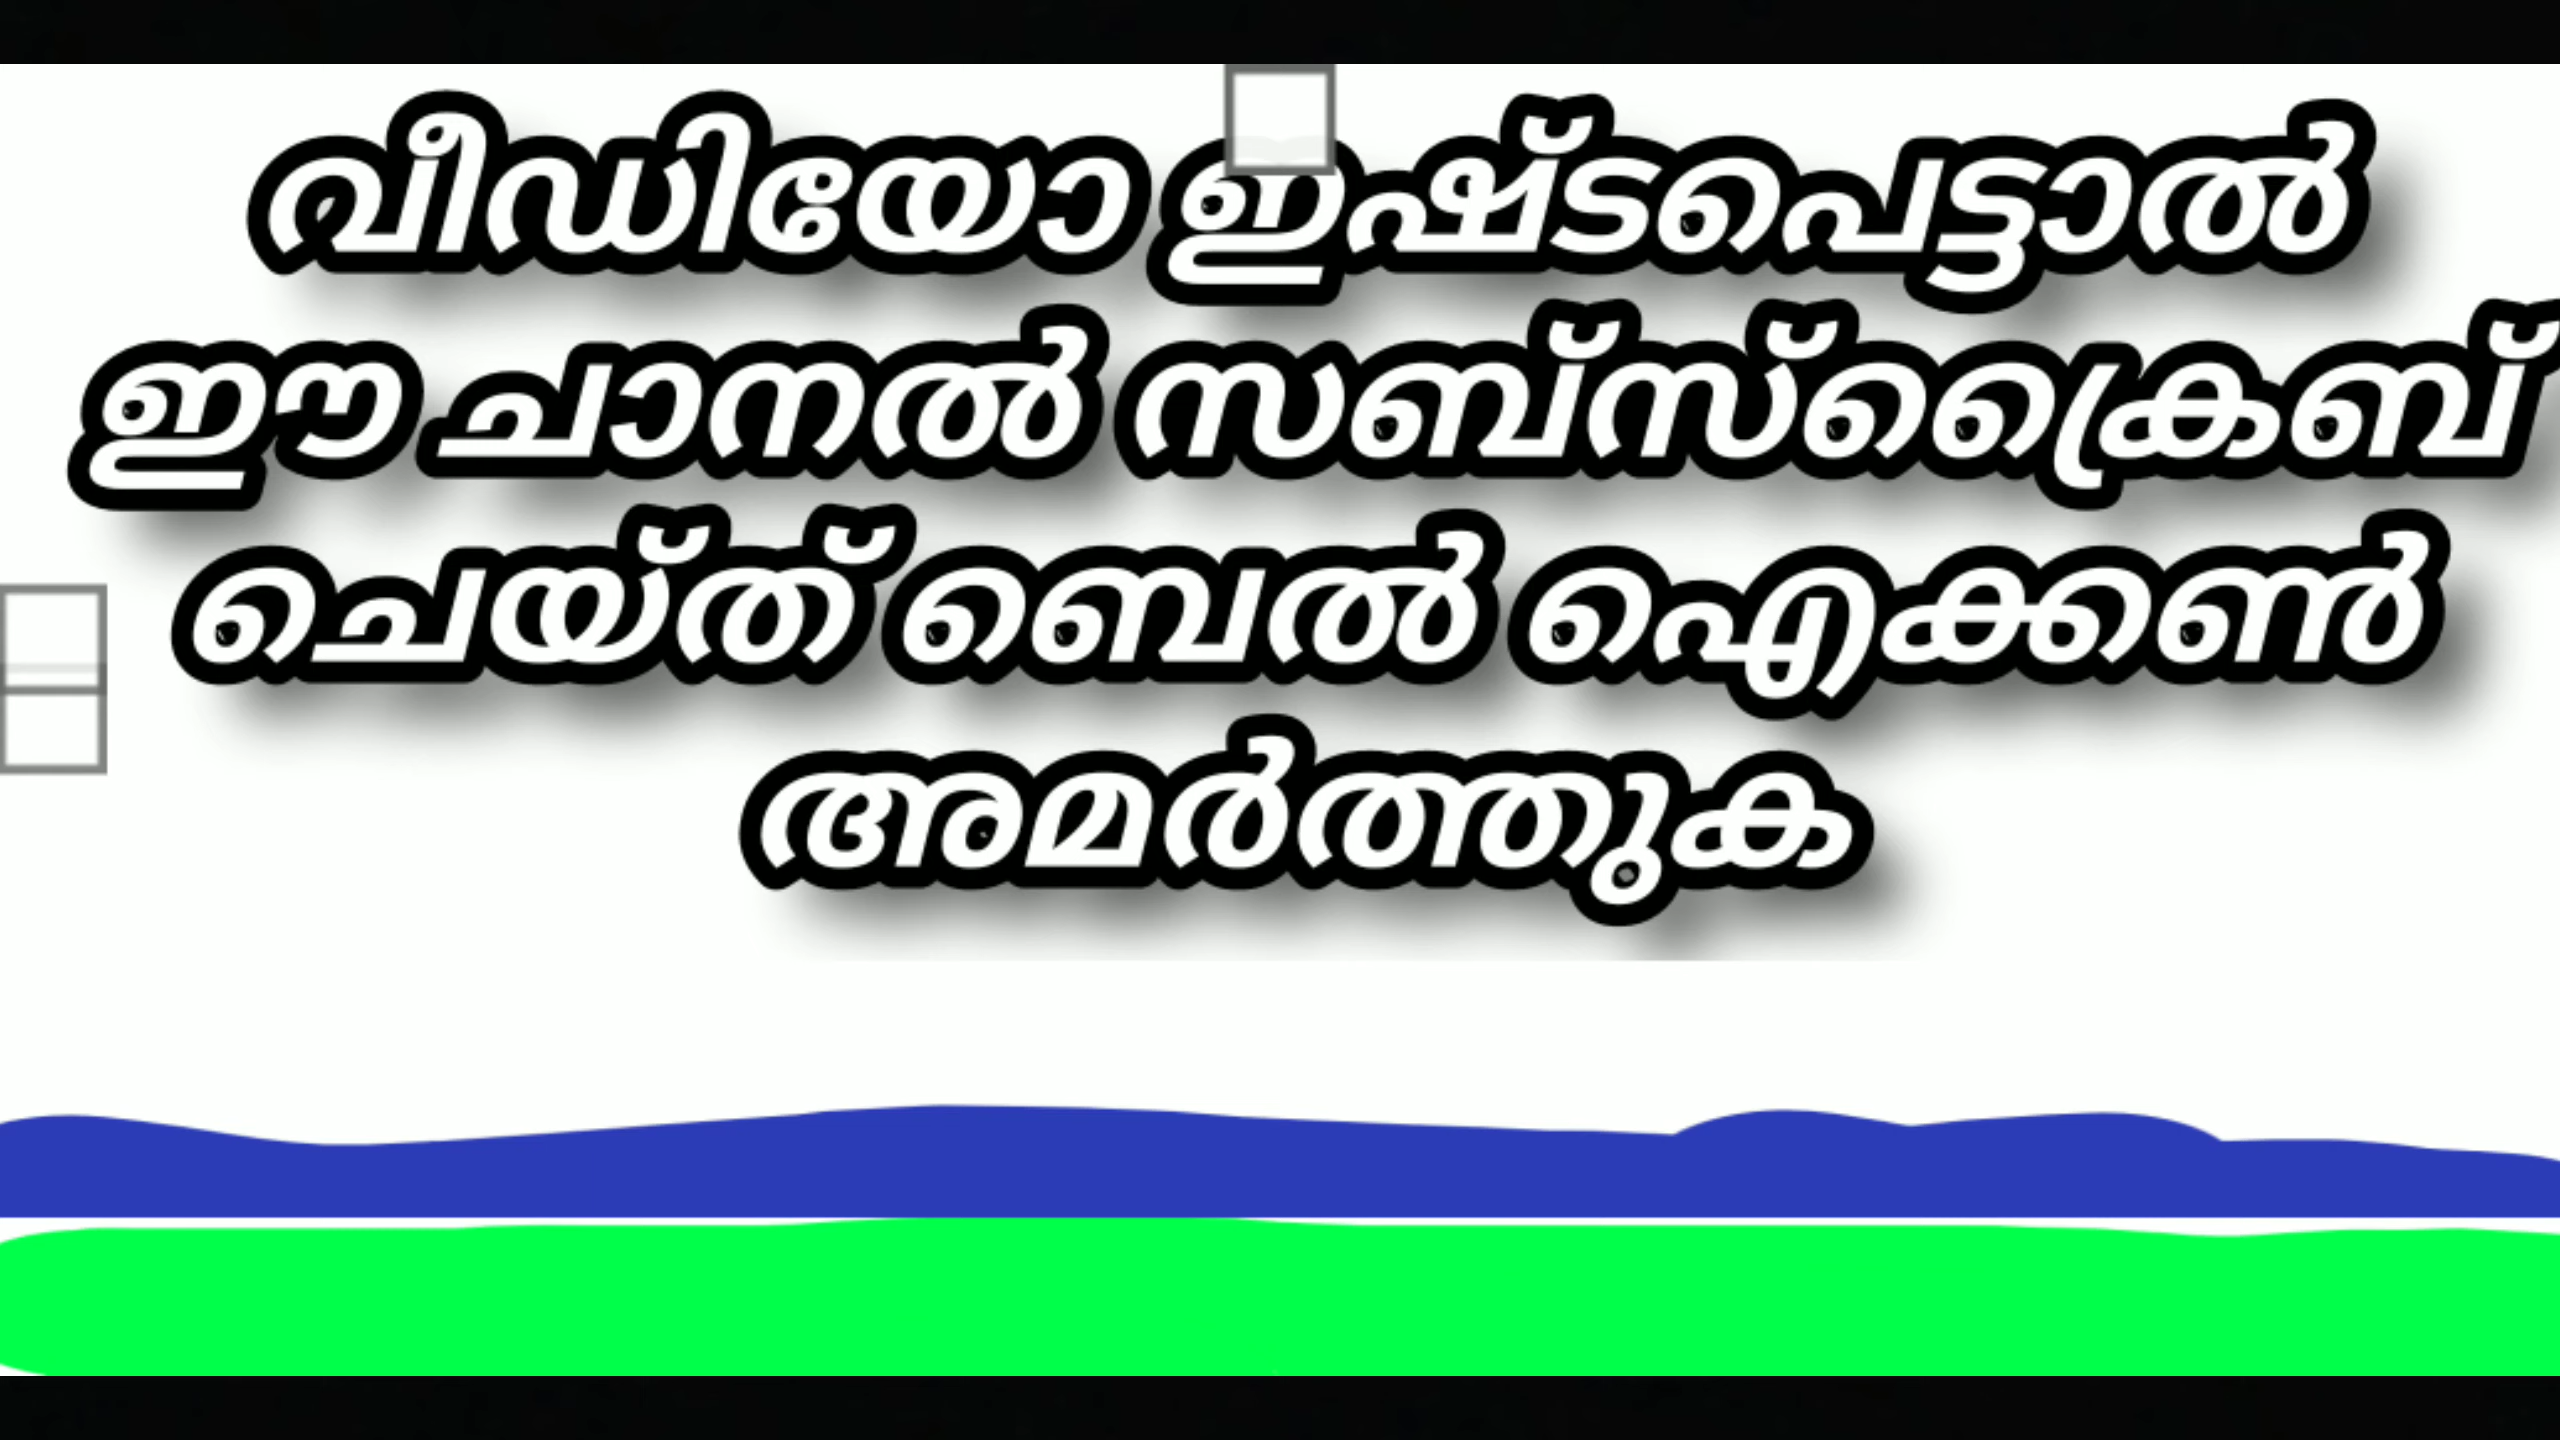 വീഡിയോ ഇഷ്ടപെട്ടാൽ
ഈ ചാനൽ സബ്സ്ക്രൈബ്
ചെയ്ത് ബെൽ ഐക്കൺ
അമർത്തുക